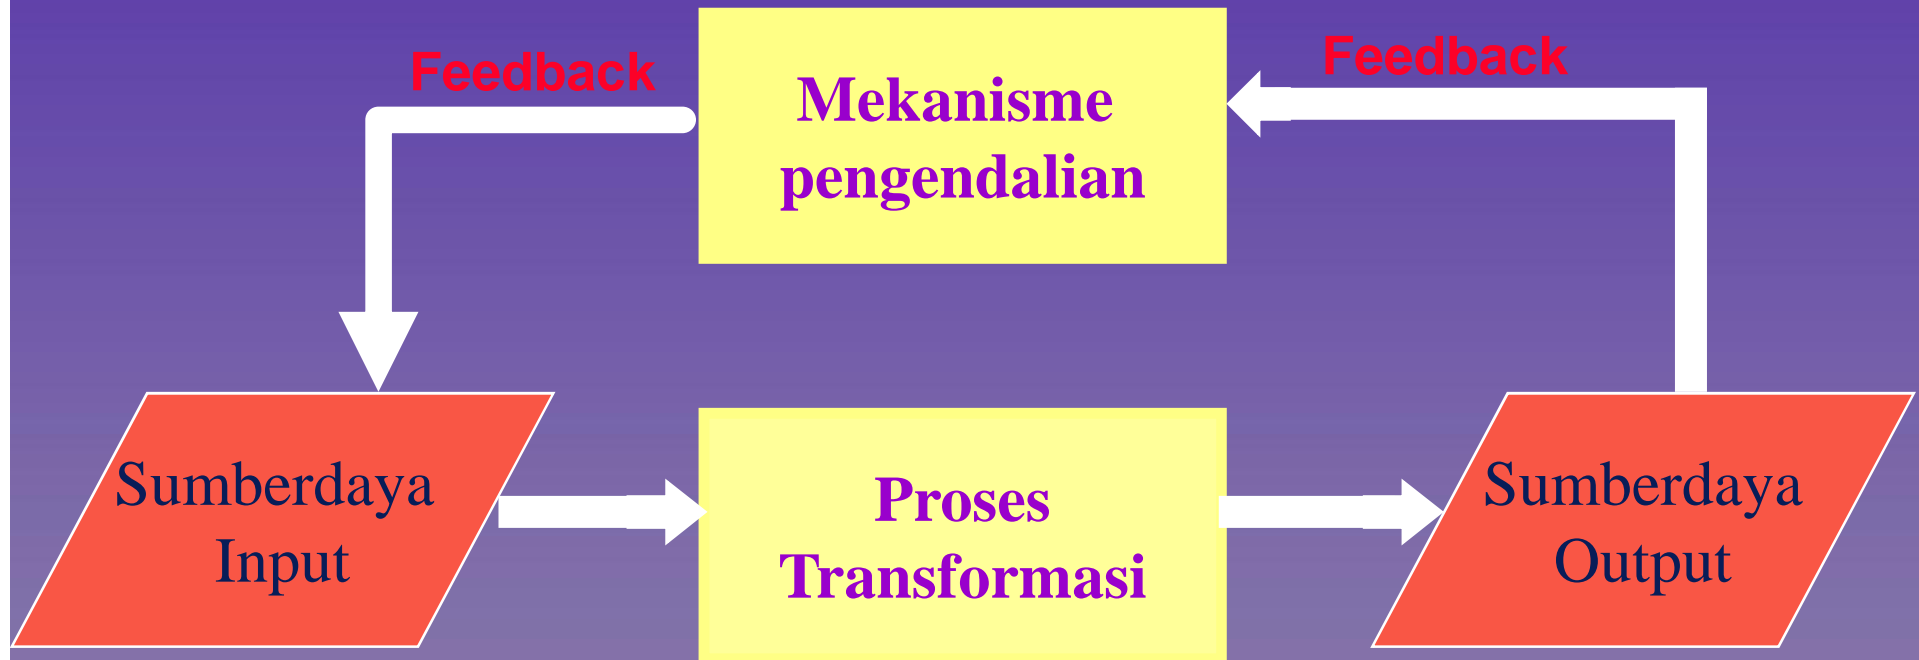 Feedback
Mekanisme
pengendalian
Feedback
Sumberdaya
Input
Proses
Transformasi
Sumberdaya
Output